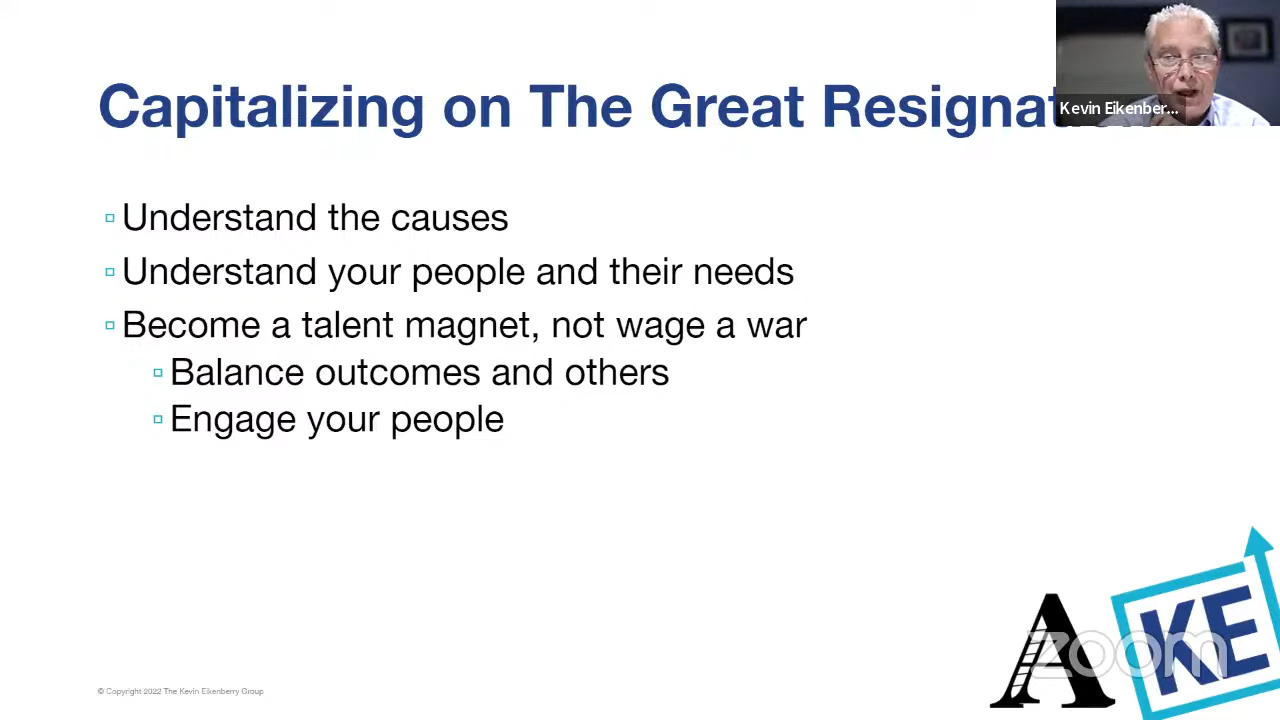 Capitalizing on The Great Resignat
Kevin Eikenber...
Understand the causes
Understand your people and their needs
Become a talent magnet, not wage a war
Balance outcomes and others
Engage your people
A
KE
zoom
© Copyright 2022 The Kevin Eikenberry Group